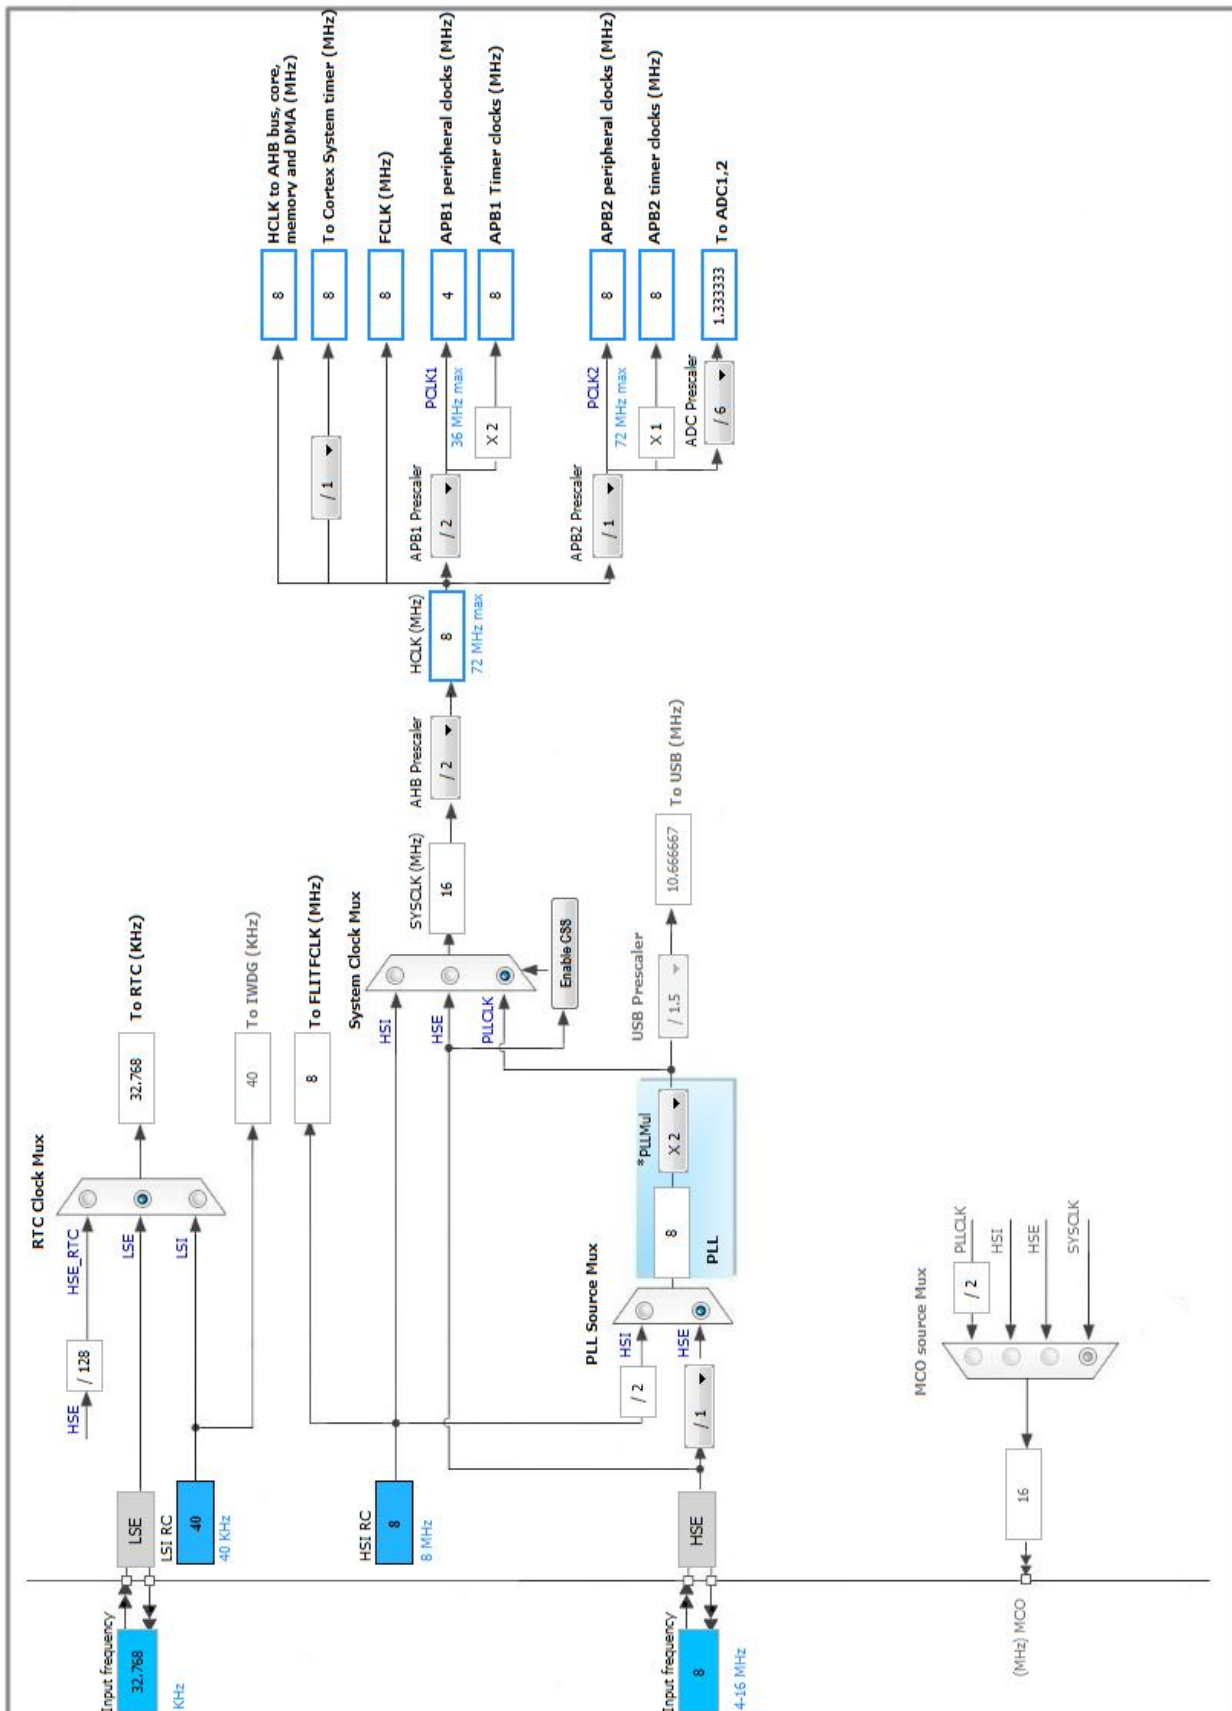 Input frequency
32.768
KHz
LSE
LSI RC
40
40 KHz
HSE
/ 128
HSE_RTC
LSE
LSI
RTC Clock Mux
32.768
To RTC (KHz)
40
To IWDG (KHz)
8
To FLITFCLK (MHz)
HSI RC
8
8 MHz
System Clock Mux
HSI
HSE
PLLCLK
Enable CSS
SYSCLK (MHz)
16
AHB Prescaler
/ 2
HCLK (MHz)
8
72 MHz max
8
HCLK to AHB bus, core,
memory and DMA (MHz)
/ 1
8
To Cortex System timer (MHz)
8
FCLK (MHz)
APB1 Prescaler
/ 2
PCLK1
36 MHz max
4
APB1 peripheral clocks (MHz)
X 2
8
APB1 Timer clocks (MHz)
APB2 Prescaler
/ 1
PCLK2
72 MHz max
8
APB2 peripheral clocks (MHz)
X 1
8
APB2 timer clocks (MHz)
ADC Prescaler
/ 6
1.333333
To ADC1,2
Input frequency
8
4-16 MHz
HSE
/ 1
/ 2
PLL Source Mux
HSI
HSE
8
*PLLMul
X 2
PLL
USB Prescaler
/ 1.5
10.666667
To USB (MHz)
(MHz) MCO
16
MCO source Mux
/ 2
PLLCLK
HSI
HSE
SYSCLK